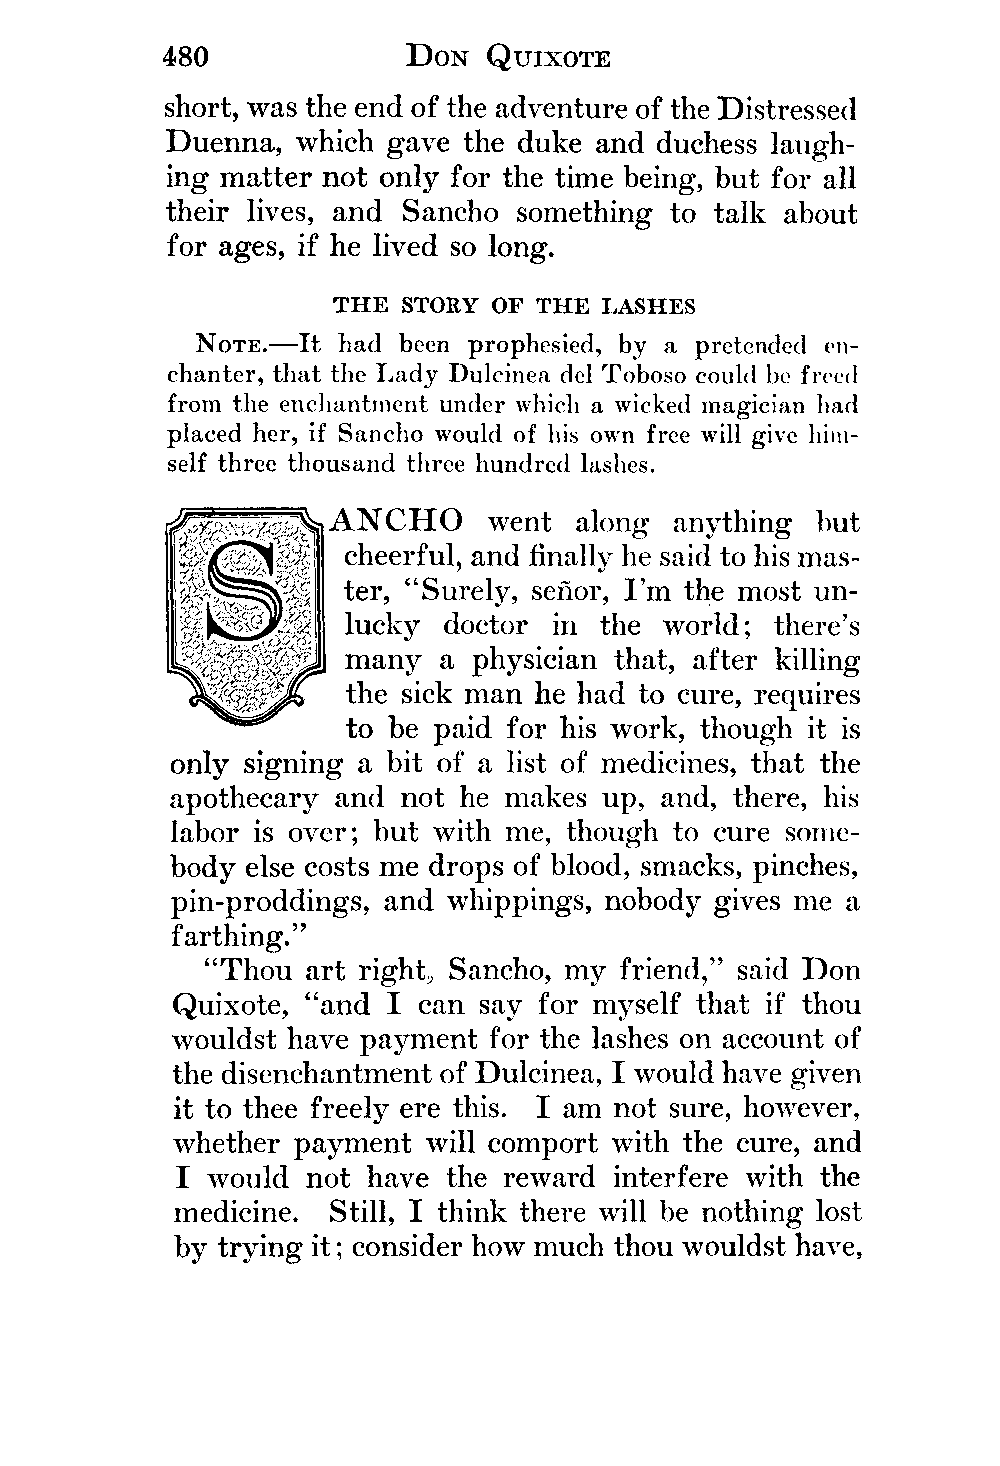 480 DON QUIXOTE
short, was the end of the adventure of the Distressed
Duenna, which gave the duke and duchess laugh-
ing matter not only for the time being, but for all
their lives, and Sancho something to talk about
for ages, if he lived so long.
THE STORY OF THE LASHES
NOTE.—It had been prophesied, by a pretended en-
chanter, that the Lady Dulcinea del Toboso could be freed
from the enchantment under which a wicked magician had
placed her, if Sancho would of his own free will give him-
self three thousand three hundred lashes.
SANCHO went along anything but
cheerful, and finally he said to his mas-
ter, “Surely, señor, I’m the most un-
lucky doctor in the world; there’s
many a physician that, after killing
the sick man he had to cure, requires
to be paid for his work, though it is
only signing a bit of a list of medicines, that the
apothecary and not he makes up, and, there, his
labor is over; but with me, though to cure some-
body else costs me drops of blood, smacks, pinches,
pin-proddings, and whippings, nobody gives me a
farthing.”
“Thou art right, Sancho, my friend,” said Don
Quixote, “and I can say for myself that if thou
wouldst have payment for the lashes on account of
the disenchantment of Dulcinea, I would have given
it to thee freely ere this. I am not sure, however,
whether payment will comport with the cure, and
I would not have the reward interfere with the
medicine. Still, I think there will be nothing lost
by trying it; consider how much thou wouldst have,